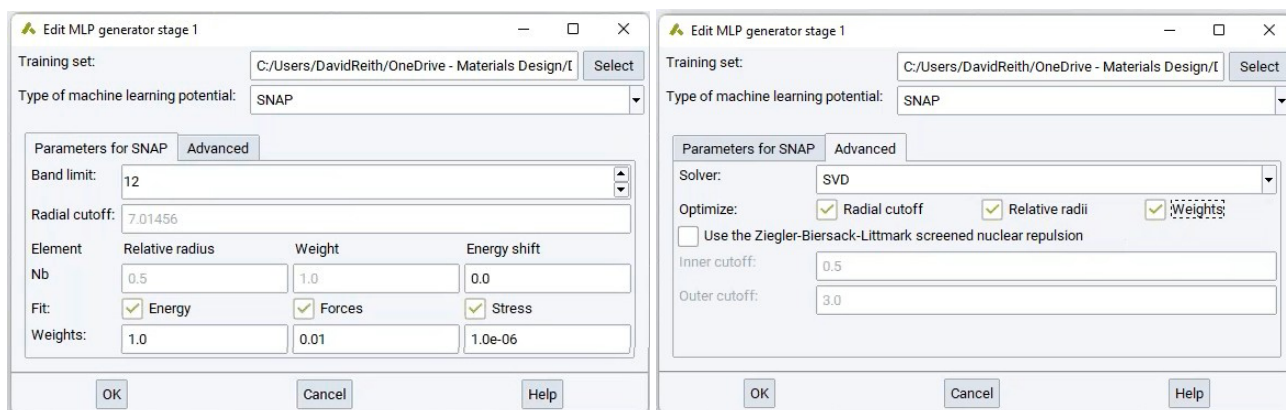 Edit MLP generator stage 1
Training set: C:/Users/DavidReith/OneDrive - Materials Design/[ Select
Type of machine learning potential: SNAP
Parameters for SNAP Advanced
Band limit: 12
Radial cutoff: 7.01456
Element Relative radius Weight Energy shift
Nb 0.5 1.0 0.0
Fit: Energy Forces Stress
Weights: 1.0 0.01 1.0e-06
OK Cancel Help
Edit MLP generator stage 1
Training set: C:/Users/DavidReith/OneDrive - Materials Design/[ Select
Type of machine learning potential: SNAP
Parameters for SNAP Advanced
Solver: SVD
Optimize: Radial cutoff Relative radii Weights
Use the Ziegler-Biersack-Littmark screened nuclear repulsion
Inner cutoff: 0.5
Outer cutoff: 3.0
OK Cancel Help